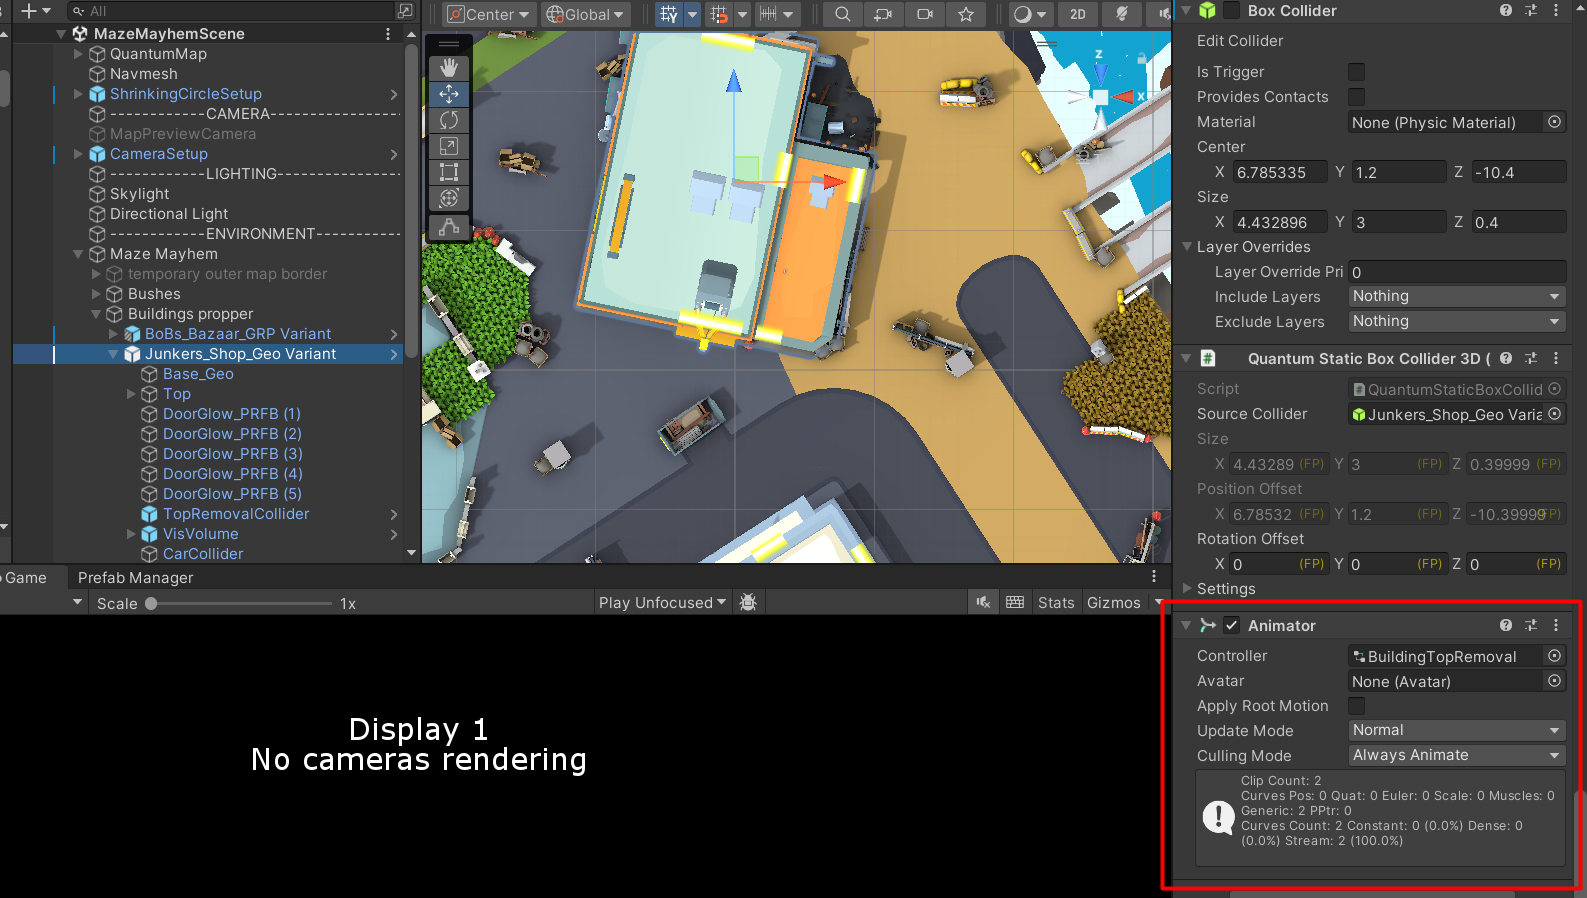 All
MazeMayhemScene
QuantumMap
Navmesh
ShrinkingCircleSetup
------------CAMERA--------------
MapPreviewCamera
CameraSetup
------------LIGHTING-------------
Skylight
Directional Light
------------ENVIRONMENT----------
Maze Mayhem
temporary outer map border
Bushes
Buildings propper
BoBs_Bazaar_GRP Variant
Junkers_Shop_Geo Variant
Base_Geo
Top
DoorGlow_PRFB (1)
DoorGlow_PRFB (2)
DoorGlow_PRFB (3)
DoorGlow_PRFB (4)
DoorGlow_PRFB (5)
TopRemovalCollider
VisVolume
CarCollider
Center
Global
2D
Z
X
Game
Prefab Manager
Scale
1x
Play Unfocused
Stats
Gizmos
Display 1
No cameras rendering
Box Collider
Edit Collider
Is Trigger
Provides Contacts
Material None (Physic Material)
Center
X 6.785335 Y 1.2 Z -10.4
Size
X 4.432896 Y 3 Z 0.4
Layer Overrides
Layer Override Pri 0
Include Layers Nothing
Exclude Layers Nothing
Quantum Static Box Collider 3D (
Script QuantumStaticBoxCollid
Source Collider Junkers_Shop_Geo Varia
Size
X 4.43289 (FP) Y 3 (FP) Z 0.39999 (FP)
Position Offset
X 6.78532 (FP) Y 1.2 (FP) Z -10.39999 (FP)
Rotation Offset
X 0 (FP) Y 0 (FP) Z 0 (FP)
Settings
Animator
Controller BuildingTopRemoval
Avatar None (Avatar)
Apply Root Motion
Update Mode Normal
Culling Mode Always Animate
Clip Count: 2
Curves Pos: 0 Quat: 0 Euler: 0 Scale: 0 Muscles: 0
Generic: 2 PPtr: 0
Curves Count: 2 Constant: 0 (0.0%) Dense: 0
(0.0%) Stream: 2 (100.0%)